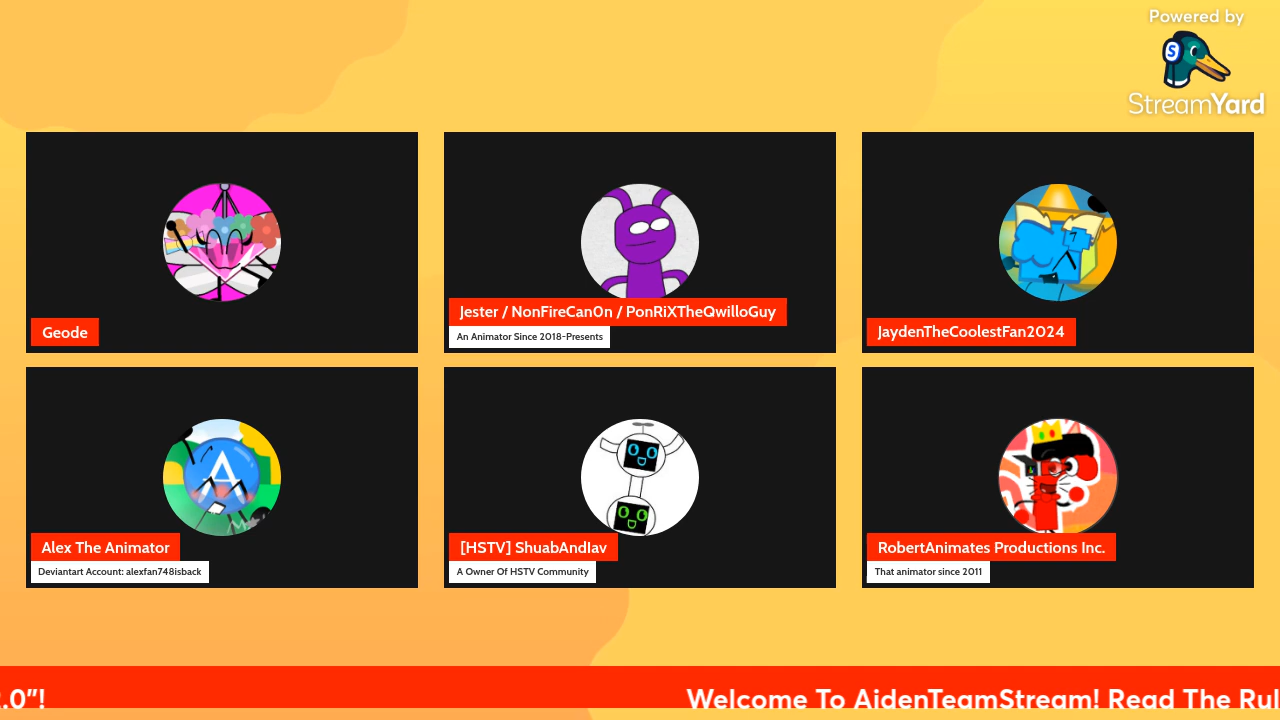 Powered by
StreamYard
Geode
Jester / NonFireCan0n / PonRiXTheQwilloGuy
An Animator Since 2018-Presents
JaydenTheCoolestFan2024
Alex The Animator
Deviantart Account: alexfan748isback
[HSTV] ShuabAndIav
A Owner Of HSTV Community
RobertAnimates Productions Inc.
That animator since 2011
.0"! Welcome To AidenTeamStream! Read The Rul